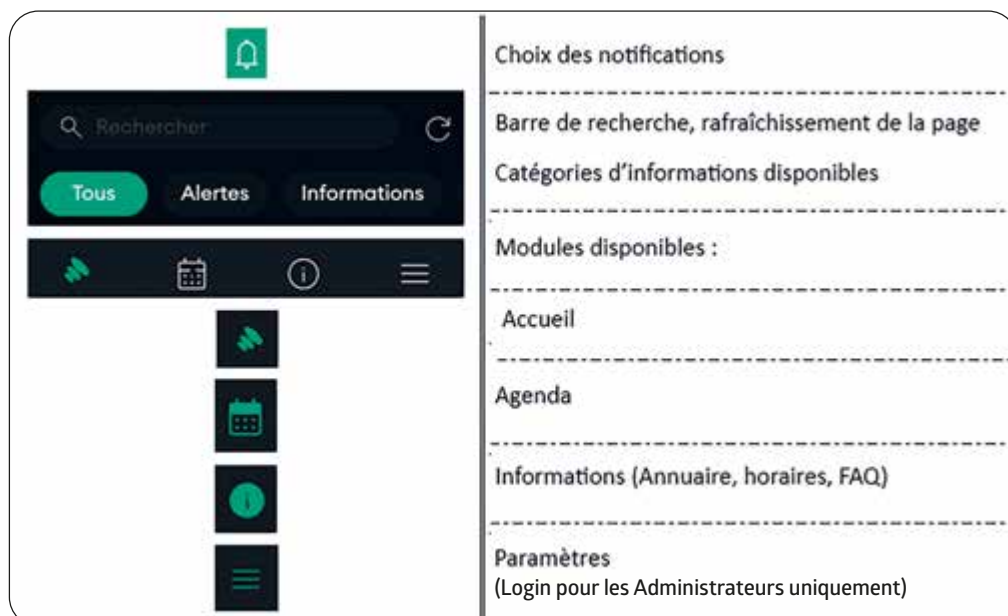 Choix des notifications
Rechercher
Barre de recherche, rafraîchissement de la page
Tous Alertes Informations
Catégories d'informations disponibles
Modules disponibles :
Accueil
Agenda
Informations (Annuaire, horaires, FAQ)
Paramètres
(Login pour les Administrateurs uniquement)